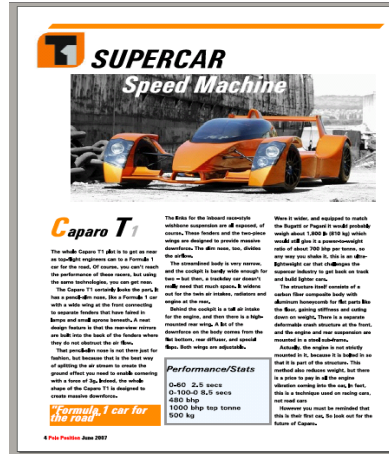 T1
SUPERCAR
Speed Machine
Caparo T1
The whole Caparo T1 plot is to get as near
as top-flight engineers can to a Formula 1
car for the road. Of course, you can't reach
the performance of these racers, but using
the same technologies, you can get near.
The Caparo T1 certainly looks the part. It
has a pencil-slim nose, like a Formula 1 car
with a wide wing at the front connecting
to separate fenders that have faired in
lamps and small aprons beneath. A neat
design feature is that the rear-view mirrors
are built into the back of the fenders where
they do not obstruct the air flow.
That pencil-slim nose is not there just for
fashion, but because that is the best way
of splitting the air stream to create the
ground effect you need to enable cornering
with a force of 3g. Indeed, the whole
shape of the Caparo T1 is designed to
create massive downforce.
"Formula 1 car for
the road"
The links for the inboard race-style
wishbone suspension are all exposed, of
course. These fenders and the two-piece
wings are designed to provide massive
downforce. The slim nose, too, divides
the airflow.
The streamlined body is very narrow,
and the cockpit is barely wide enough for
two — but then, a trackday car doesn't
really need that much space. It widens
out for the twin air intakes, radiators and
engine at the rear.
Behind the cockpit is a tall air intake
for the engine, and then there is a high-
mounted rear wing. A lot of the
downforce on the body comes from the
flat bottom, rear diffuser, and special
flaps. Both wings are adjustable.
Performance/Stats
0-60 2.5 secs
0-100-0 8.5 secs
480 bhp
1000 bhp top tonne
500 kg
Were it wider, and equipped to match
the Bugatti or Pagani it would probably
weigh about 1,800 lb (810 kg) which
would still give it a power-to-weight
ratio of about 700 bhp per tonne, so
any way you shake it, this is an ultra-
lightweight car that challenges the
supercar industry to get back on track
and build lighter cars.
The structure itself consists of a
carbon fiber composite body with
aluminum honeycomb for flat parts like
the floor, gaining stiffness and cutting
down on weight. There is a separate
deformable crash structure at the front,
and the engine and rear suspension are
mounted in a steel sub-frame.
Actually, the engine is not strictly
mounted in it, because it is bolted in so
that it is part of the structure. This
method also reduces weight, but there
is a price to pay in all the engine
vibration coming into the car. In fact,
this is a technique used on racing cars,
not road cars
However you must be reminded that
this is their first car, So look out for the
future of Caparo.
4 Pole Position June 2007